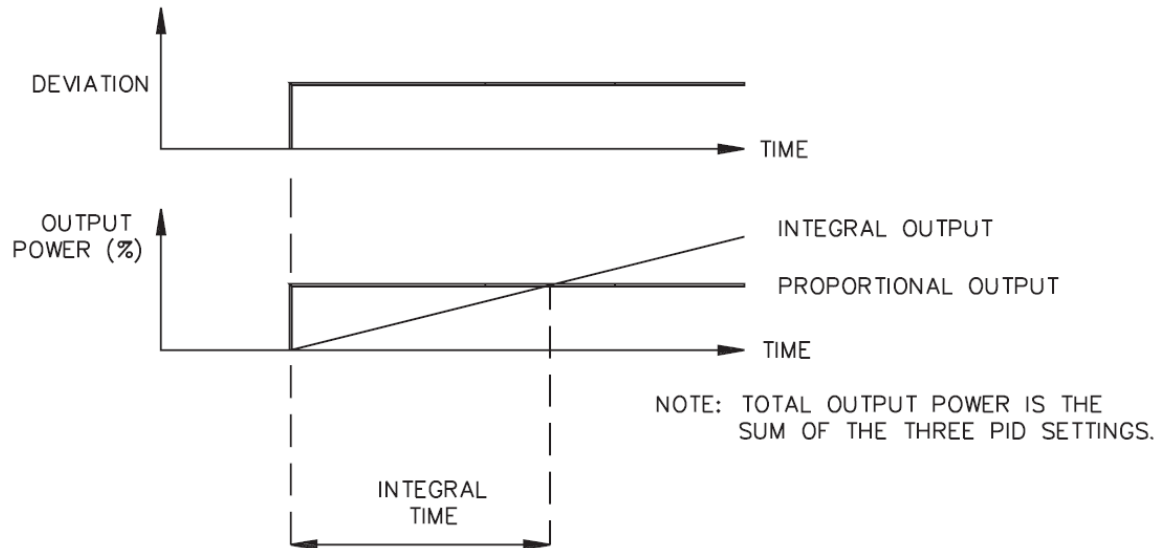 DEVIATION
TIME
OUTPUT
POWER (%)
INTEGRAL OUTPUT
PROPORTIONAL OUTPUT
TIME
NOTE: TOTAL OUTPUT POWER IS THE
SUM OF THE THREE PID SETTINGS.
INTEGRAL
TIME